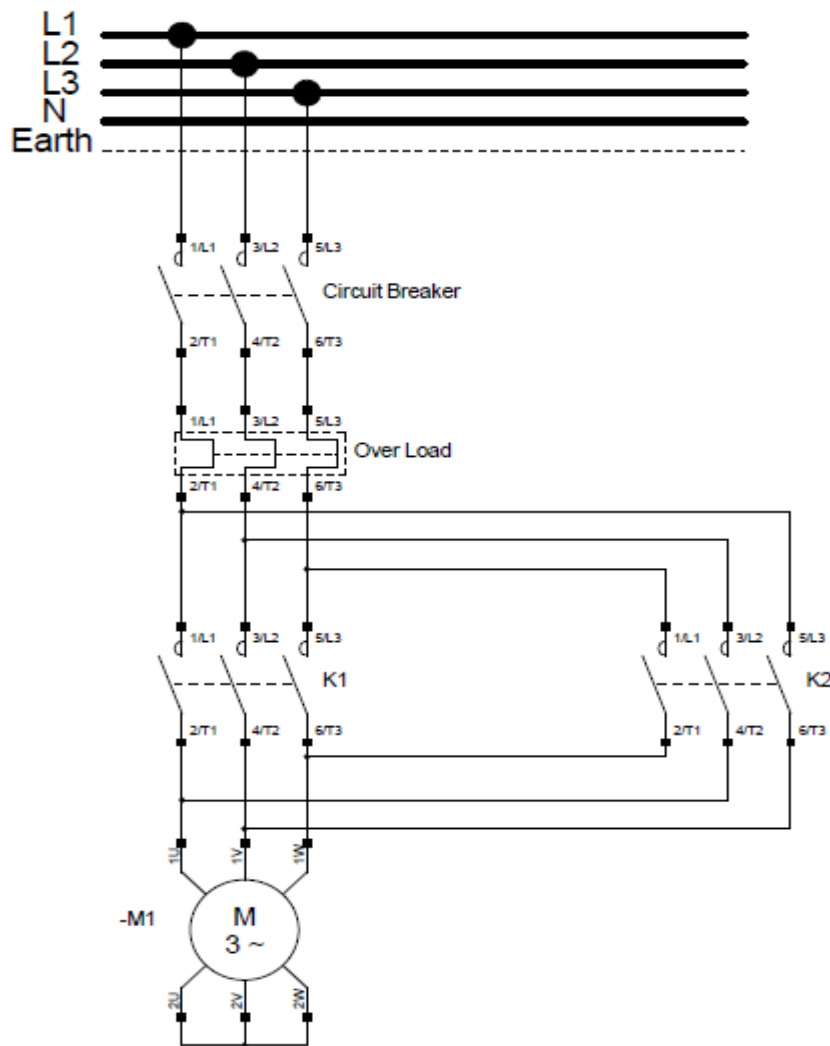 L1
L2
L3
N
Earth
1/L1 3/L2 5/L3
Circuit Breaker
2/T1 4/T2 6/T3
1/L1 3/L2 5/L3
Over Load
2/T1 4/T2 6/T3
1/L1 3/L2 5/L3 1/L1 3/L2 5/L3
K1 K2
2/T1 4/T2 6/T3 2/T1 4/T2 6/T3
1U 1V 1W
-M1 M
3 ~
2U 2V 2W